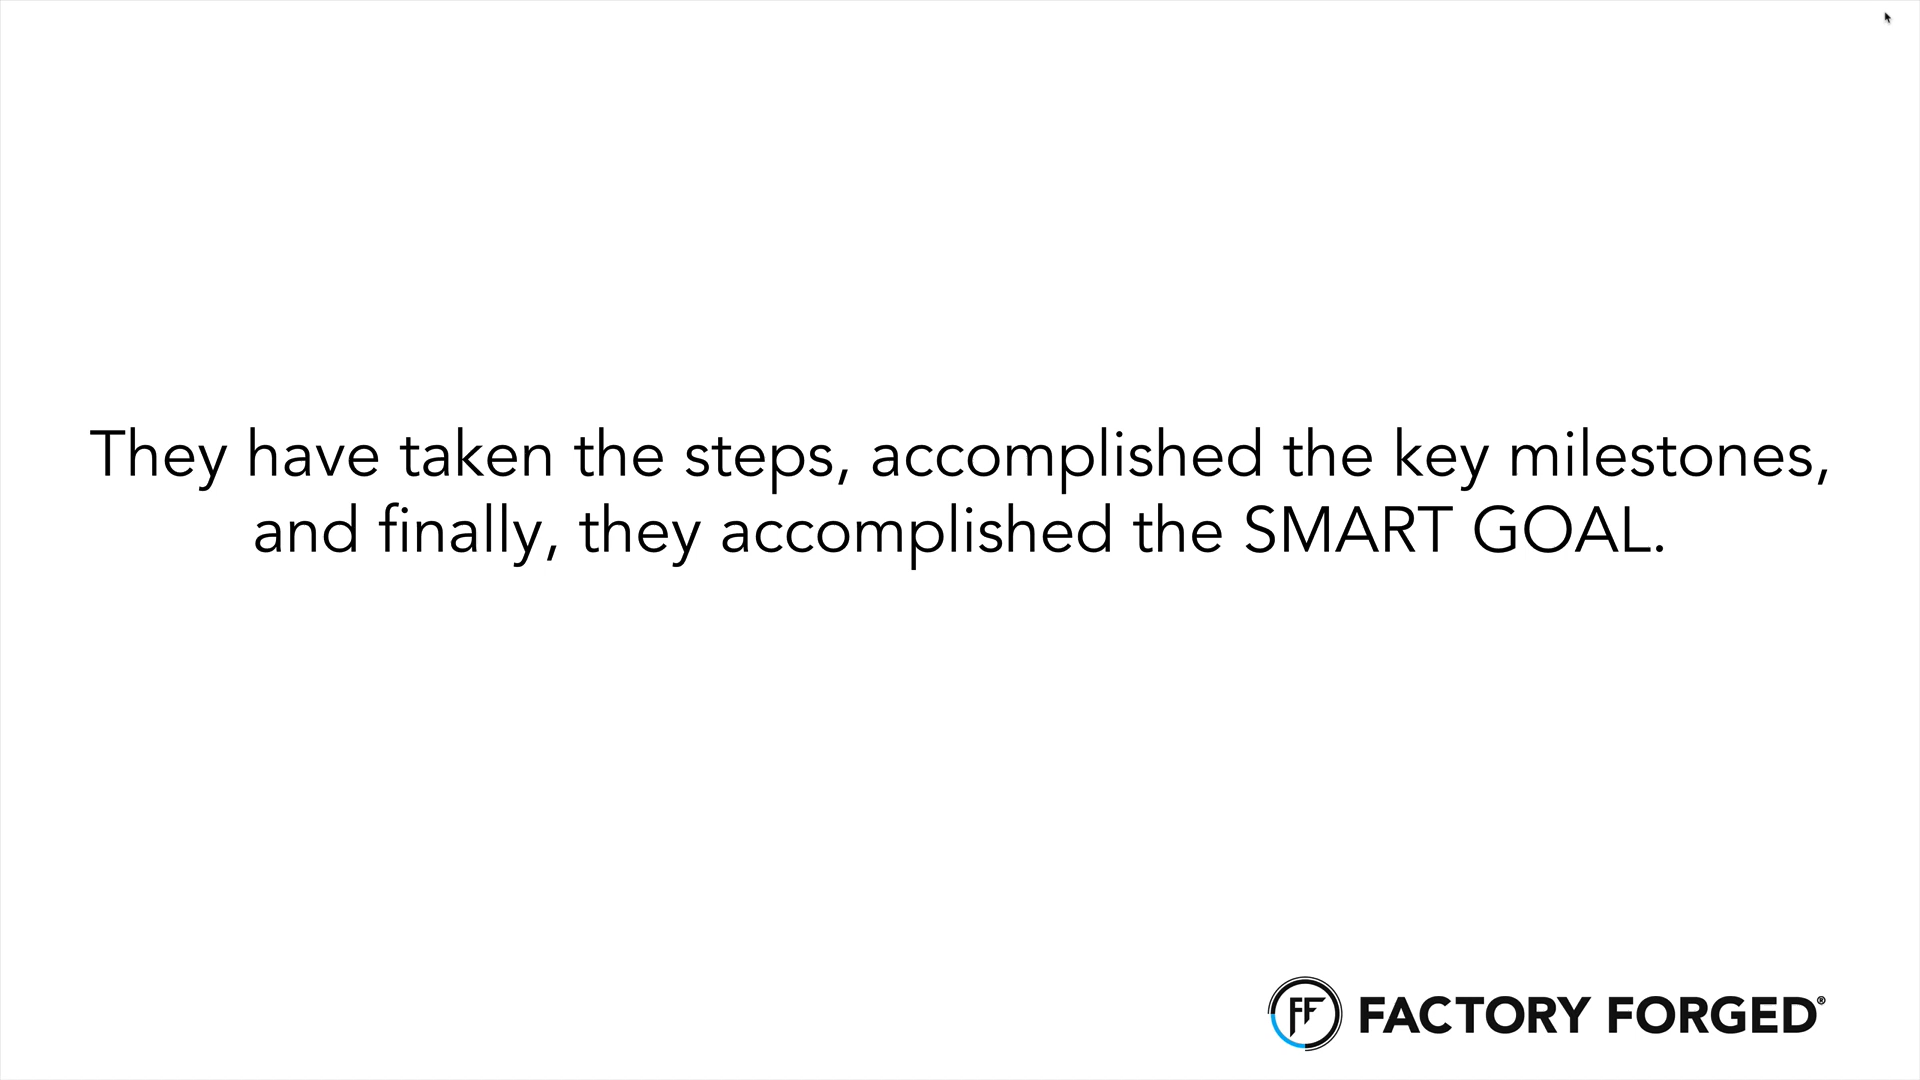 They have taken the steps, accomplished the key milestones,
and finally, they accomplished the SMART GOAL.
FF FACTORY FORGED®